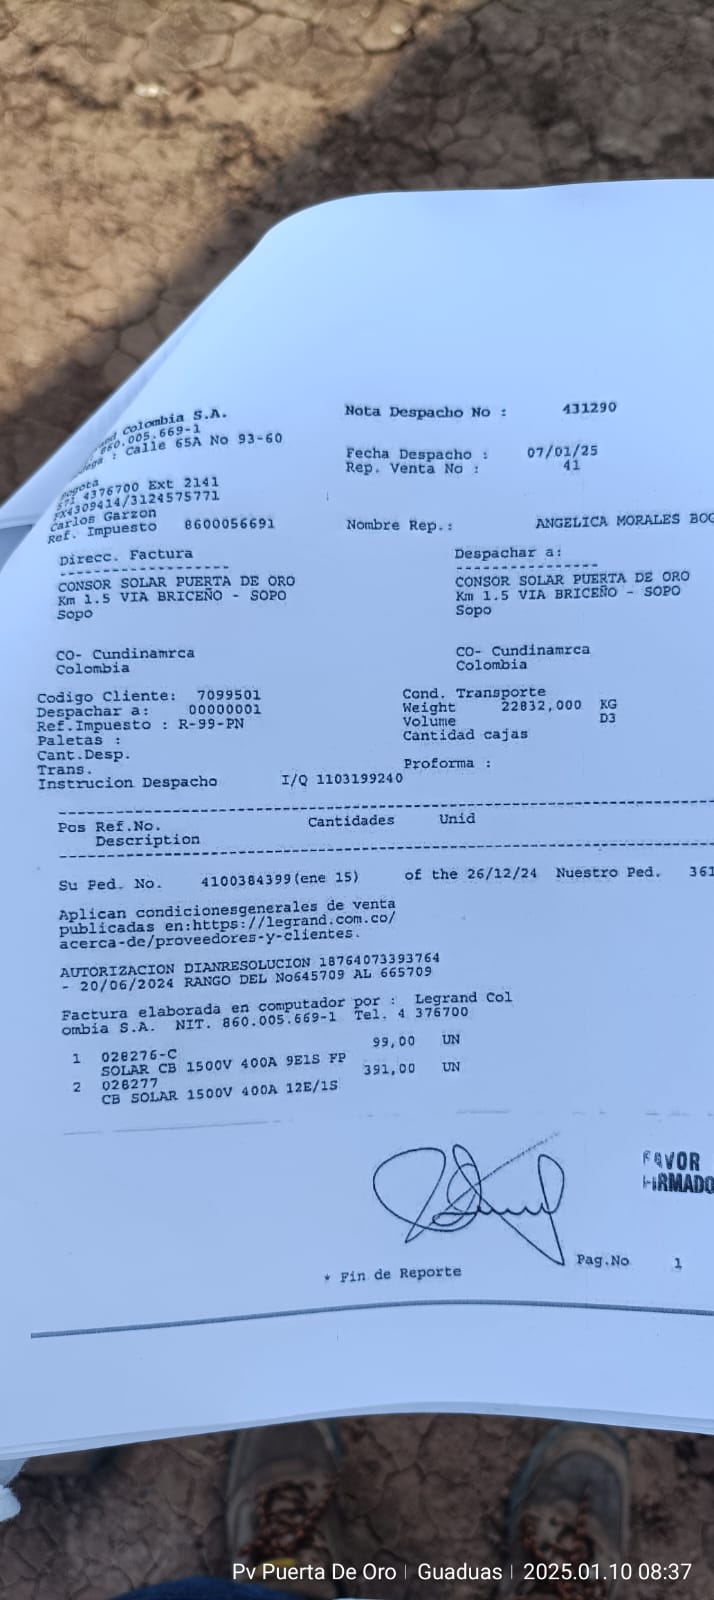 Colombia S.A.
860.005.669-1
: Calle 65A No 93-60
Bogota
571 4376700 Ext 2141
FX4309414/3124575771
Carlos Garzon
Ref. Impuesto 8600056691
Nota Despacho No : 431290
Fecha Despacho : 07/01/25
Rep. Venta No : 41
Nombre Rep.: ANGELICA MORALES BOG
Direcc. Factura
--------------------
CONSOR SOLAR PUERTA DE ORO
Km 1.5 VIA BRICEÑO - SOPO
Sopo
CO- Cundinamrca
Colombia
Despachar a:
----------------
CONSOR SOLAR PUERTA DE ORO
Km 1.5 VIA BRICEÑO - SOPO
Sopo
CO- Cundinamrca
Colombia
Codigo Cliente: 7099501
Despachar a: 00000001
Ref.Impuesto : R-99-PN
Paletas :
Cant.Desp.
Trans.
Instrucion Despacho I/Q 1103199240
Cond. Transporte
Weight 22832,000 KG
Volume D3
Cantidad cajas
Proforma :
Pos Ref.No. Cantidades Unid
Description
Su Ped. No. 4100384399(ene 15) of the 26/12/24 Nuestro Ped. 361
Aplican condicionesgenerales de venta
publicadas en:https://legrand.com.co/
acerca-de/proveedores-y-clientes.
AUTORIZACION DIANRESOLUCION 18764073393764
- 20/06/2024 RANGO DEL No645709 AL 665709
Factura elaborada en computador por : Legrand Col
ombia S.A. NIT. 860.005.669-1 Tel. 4 376700
1 028276-C 99,00 UN
SOLAR CB 1500V 400A 9E1S FP
2 028277 391,00 UN
CB SOLAR 1500V 400A 12E/1S
FAVOR
FIRMADO
Pag.No 1
* Fin de Reporte
Pv Puerta De Oro | Guaduas | 2025.01.10 08:37